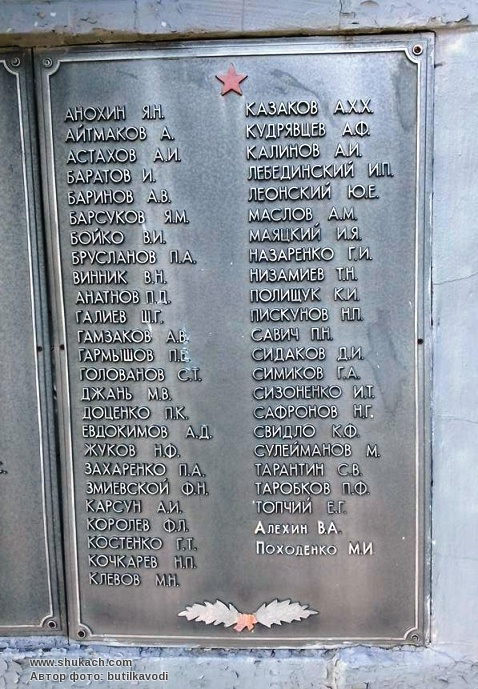 АНОХИН Я.Н.
АЙТМАКОВ А.
АСТАХОВ А.И.
БАРАТОВ И.
БАРИНОВ А.В.
БАРСУКОВ Я.М.
БОЙКО В.И.
БРУСЛАНОВ П.А.
ВИННИК В.Н.
АНАТНОВ П.Д.
ГАЛИЕВ Ш.Г.
ГАМЗАКОВ А.В.
ГАРМЫШОВ П.Е.
ГОЛОВАНОВ С.Т.
ДЖАНЬ М.В.
ДОЦЕНКО П.К.
ЕВДОКИМОВ А.Д.
ЖУКОВ Н.Ф.
ЗАХАРЕНКО П.А.
ЗМИЕВСКОЙ Ф.Н.
КАРСУН А.И.
КОРОЛЕВ Ф.Л.
КОСТЕНКО Г.Т.
КОЧКАРЕВ Н.П.
КЛЕВОВ М.Н.
КАЗАКОВ А.Х.Х.
КУДРЯВЦЕВ А.Ф.
КАЛИНОВ А.И.
ЛЕБЕДИНСКИЙ И.П.
ЛЕОНСКИЙ Ю.Е.
МАСЛОВ А.М.
МАЯЦКИЙ И.Я.
НАЗАРЕНКО Г.И.
НИЗАМИЕВ Т.Н.
ПОЛИЩУК К.И.
ПИСКУНОВ Н.П.
САВИЧ П.Н.
СИДАКОВ Д.И.
СИМИКОВ Г.А.
СИЗОНЕНКО И.Т.
САФРОНОВ Н.Г.
СВИДЛО К.Ф.
СУЛЕЙМАНОВ М.
ТАРАНТИН С.В.
ТАРОБКОВ П.Ф.
ТОПЧИЙ Е.Г.
АЛЕХИН В.А.
ПОХОДЕНКО М.И
www.shukach.com
Автор фото: butilkavodi